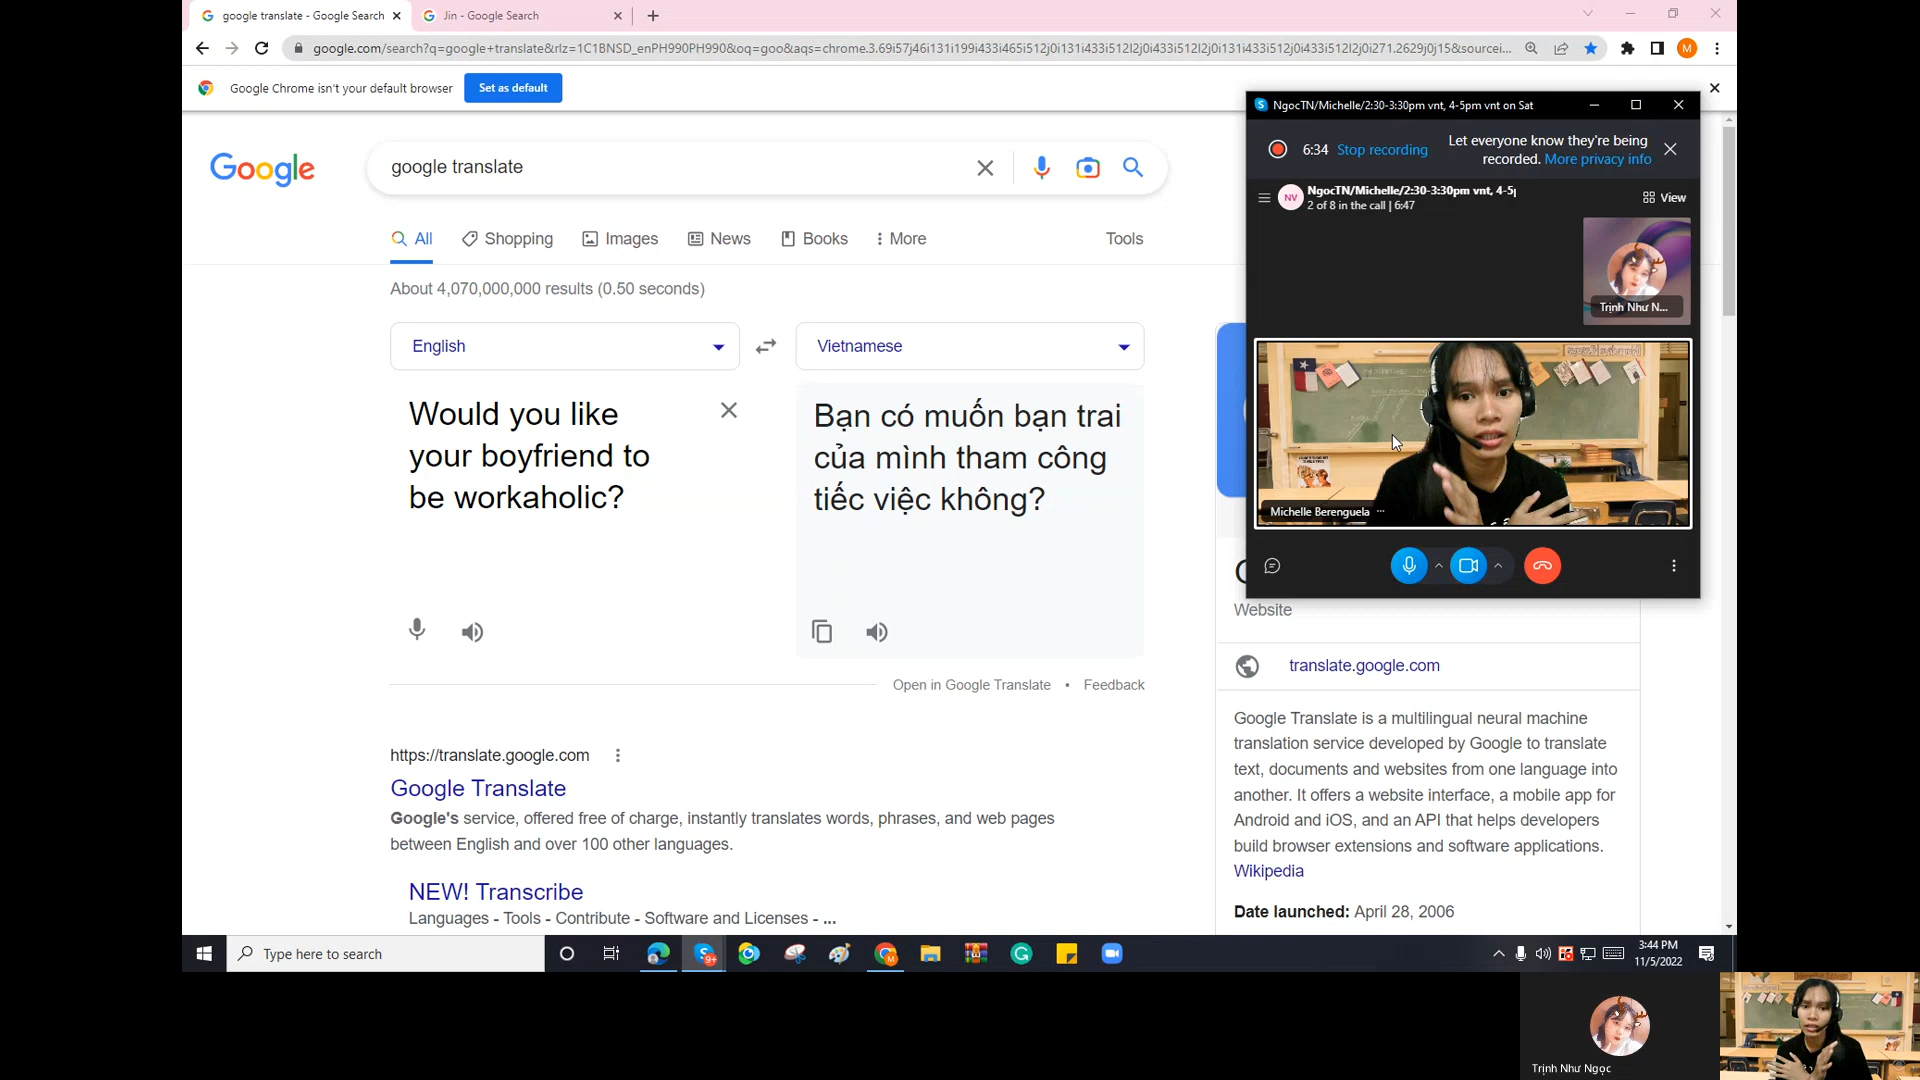 google translate - Google Search
Jin - Google Search
google.com/search?q=google+translate&rlz=1C1BNSD_enPH990PH990&oq=goo&aqs=chrome.3.69i57j46i131i199i433i465i512j0i131i433i512l2j0i433i512l2j0i131i433i512j0i433i512l2j0i271.2629j0j15&sourcei...
M
Google Chrome isn't your default browser
Set as default
NgocTN/Michelle/2:30-3:30pm vnt, 4-5pm vnt on Sat
6:34
Stop recording
Let everyone know they're being
recorded. More privacy info
NV
NgocTN/Michelle/2:30-3:30pm vnt, 4-5p
2 of 8 in the call | 6:47
View
Trịnh Như N...
Michelle Berenguela
Google
google translate
All
Shopping
Images
News
Books
More
Tools
About 4,070,000,000 results (0.50 seconds)
English
Vietnamese
Would you like
your boyfriend to
be workaholic?
Bạn có muốn bạn trai
của mình tham công
tiếc việc không?
Open in Google Translate • Feedback
Website
translate.google.com
Google Translate is a multilingual neural machine
translation service developed by Google to translate
text, documents and websites from one language into
another. It offers a website interface, a mobile app for
Android and iOS, and an API that helps developers
build browser extensions and software applications.
Wikipedia
Date launched: April 28, 2006
https://translate.google.com
Google Translate
Google's service, offered free of charge, instantly translates words, phrases, and web pages
between English and over 100 other languages.
NEW! Transcribe
Languages - Tools - Contribute - Software and Licenses - ...
Type here to search
9+
M
3:44 PM
11/5/2022
Trịnh Như Ngọc